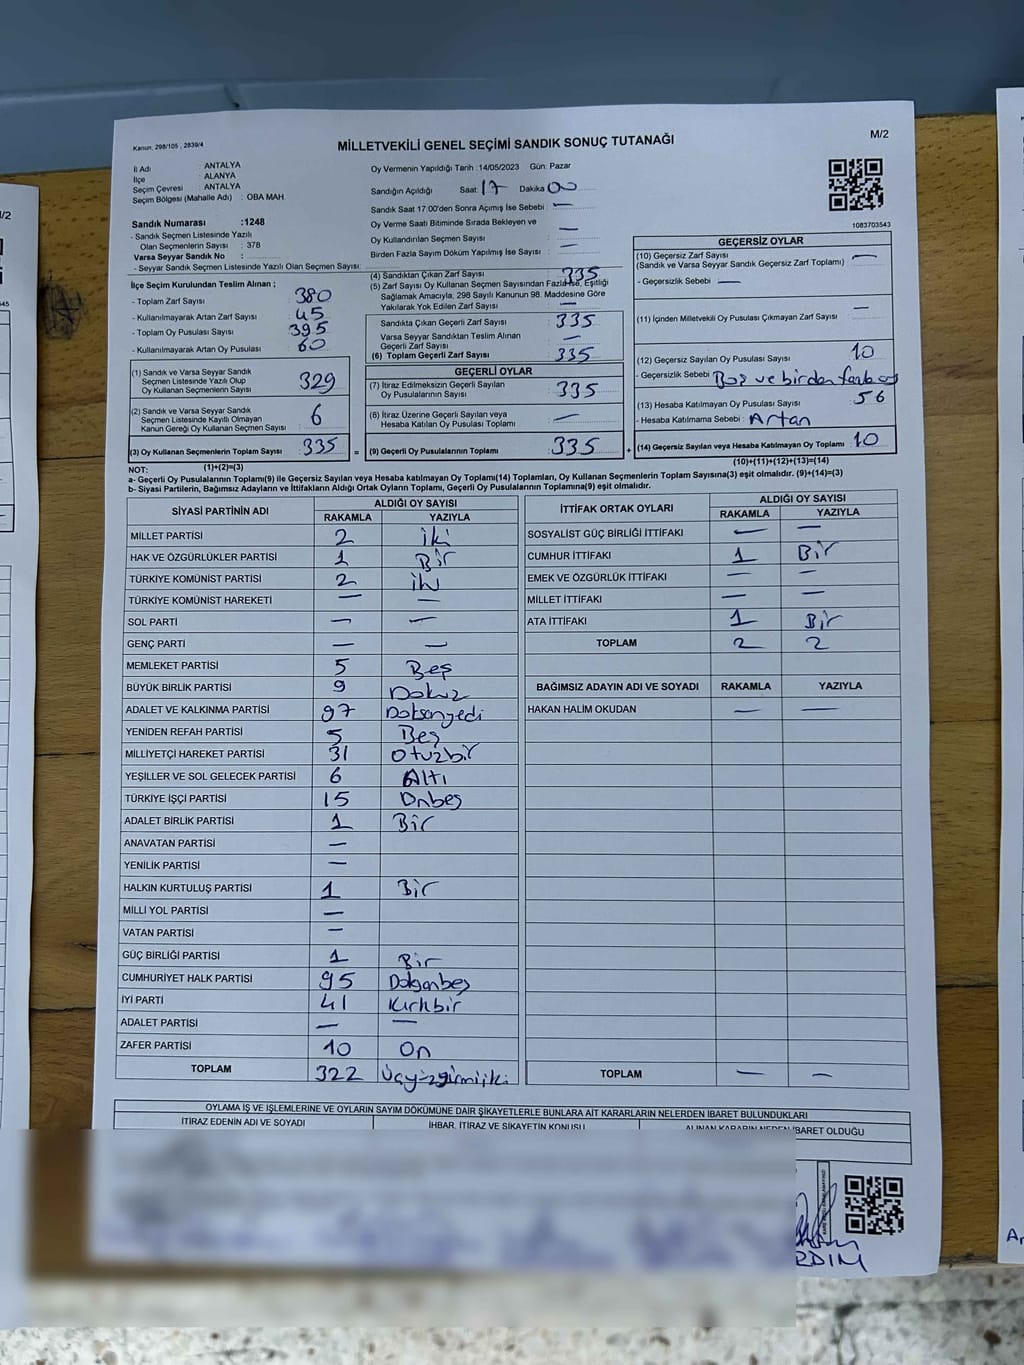 Kanun. 298/105 , 2839/4
MİLLETVEKİLİ GENEL SEÇİMİ SANDIK SONUÇ TUTANAĞI
M/2
İl Adı : ANTALYA
İlçe : ALANYA
Seçim Çevresi : ANTALYA
Seçim Bölgesi (Mahalle Adı) : OBA MAH
Oy Vermenin Yapıldığı Tarih :14/05/2023 Gün: Pazar
Sandığın Açıldığı Saat 17 Dakika 00
Sandık Saat 17:00'den Sonra Açımış İse Sebebi : —
Oy Verme Saati Bitiminde Sırada Bekleyen ve
Oy Kullandırılan Seçmen Sayısı : —
Birden Fazla Sayım Döküm Yapılmış İse Sayısı : —
1083703543
Sandık Numarası :1248
- Sandık Seçmen Listesinde Yazılı
Olan Seçmenlerin Sayısı : 378
Varsa Seyyar Sandık No :
- Seyyar Sandık Seçmen Listesinde Yazılı Olan Seçmen Sayısı:
İlçe Seçim Kurulundan Teslim Alınan ;
- Toplam Zarf Sayısı : 380
- Kullanılmayarak Artan Zarf Sayısı : 45
- Toplam Oy Pusulası Sayısı : 395
- Kullanılmayarak Artan Oy Pusulası : 60
(1) Sandık ve Varsa Seyyar Sandık
Seçmen Listesinde Yazılı Olup
Oy Kullanan Seçmenlerin Sayısı : 329
(2) Sandık ve Varsa Seyyar Sandık
Seçmen Listesinde Kayıtlı Olmayan
Kanun Gereği Oy Kullanan Seçmen Sayısı : 6
(3) Oy Kullanan Seçmenlerin Toplam Sayısı : 335
(1)+(2)=(3)
(4) Sandıktan Çıkan Zarf Sayısı : 335
(5) Zarf Sayısı Oy Kullanan Seçmen Sayısından Fazla İse, Eşitliği
Sağlamak Amacıyla, 298 Sayılı Kanunun 98. Maddesine Göre
Yakılarak Yok Edilen Zarf Sayısı : —
Sandıkta Çıkan Geçerli Zarf Sayısı : 335
Varsa Seyyar Sandıktan Teslim Alınan
Geçerli Zarf Sayısı : —
(6) Toplam Geçerli Zarf Sayısı : 335
GEÇERLİ OYLAR
(7) İtiraz Edilmeksizin Geçerli Sayılan
Oy Pusulalarının Sayısı : 335
(8) İtiraz Üzerine Geçerli Sayılan veya
Hesaba Katılan Oy Pusulası Toplamı : —
= (9) Geçerli Oy Pusulalarının Toplamı : 335 +
GEÇERSİZ OYLAR
(10) Geçersiz Zarf Sayısı : —
(Sandık ve Varsa Seyyar Sandık Geçersiz Zarf Toplamı)
- Geçersizlik Sebebi : —
(11) İçinden Milletvekili Oy Pusulası Çıkmayan Zarf Sayısı : —
(12) Geçersiz Sayılan Oy Pusulası Sayısı : 10
- Geçersizlik Sebebi : Boş ve birden fazla oy
(13) Hesaba Katılmayan Oy Pusulası Sayısı : 56
- Hesaba Katılmama Sebebi : Artan
(14) Geçersiz Sayılan veya Hesaba Katılmayan Oy Toplamı : 10
(10)+(11)+(12)+(13)=(14)
NOT:
a- Geçerli Oy Pusulalarının Toplamı(9) ile Geçersiz Sayılan veya Hesaba katılmayan Oy Toplamı(14) Toplamları, Oy Kullanan Seçmenlerin Toplam Sayısına(3) eşit olmalıdır. (9)+(14)=(3)
b- Siyasi Partilerin, Bağımsız Adayların ve İttifakların Aldığı Ortak Oyların Toplamı, Geçerli Oy Pusulalarının Toplamına(9) eşit olmalıdır.
SİYASİ PARTİNİN ADI ALDIĞI OY SAYISI
RAKAMLA YAZIYLA
MİLLET PARTİSİ 2 iki
HAK VE ÖZGÜRLÜKLER PARTİSİ 1 Bir
TÜRKİYE KOMÜNİST PARTİSİ 2 iki
TÜRKİYE KOMÜNİST HAREKETİ — —
SOL PARTİ — —
GENÇ PARTİ — —
MEMLEKET PARTİSİ 5 Beş
BÜYÜK BİRLİK PARTİSİ 9 Dokuz
ADALET VE KALKINMA PARTİSİ 97 Doksanyedi
YENİDEN REFAH PARTİSİ 5 Beş
MİLLİYETÇİ HAREKET PARTİSİ 31 Otuzbir
YEŞİLLER VE SOL GELECEK PARTİSİ 6 Altı
TÜRKİYE İŞÇİ PARTİSİ 15 Onbeş
ADALET BİRLİK PARTİSİ 1 Bir
ANAVATAN PARTİSİ —
YENİLİK PARTİSİ —
HALKIN KURTULUŞ PARTİSİ 1 Bir
MİLLİ YOL PARTİSİ —
VATAN PARTİSİ —
GÜÇ BİRLİĞİ PARTİSİ 1 Bir
CUMHURİYET HALK PARTİSİ 95 Doksanbeş
İYİ PARTİ 41 Kırkbir
ADALET PARTİSİ — —
ZAFER PARTİSİ 10 On
TOPLAM 322 Üçyüzyirmiiki
İTTİFAK ORTAK OYLARI ALDIĞI OY SAYISI
RAKAMLA YAZIYLA
SOSYALİST GÜÇ BİRLİĞİ İTTİFAKI — —
CUMHUR İTTİFAKI 1 Bir
EMEK VE ÖZGÜRLÜK İTTİFAKI — —
MİLLET İTTİFAKI — —
ATA İTTİFAKI 1 Bir
TOPLAM 2 2
BAĞIMSIZ ADAYIN ADI VE SOYADI RAKAMLA YAZIYLA
HAKAN HALİM OKUDAN — —
TOPLAM — —
OYLAMA İŞ VE İŞLEMLERİNE VE OYLARIN SAYIM DÖKÜMÜNE DAİR ŞİKAYETLERLE BUNLARA AİT KARARLARIN NELERDEN İBARET BULUNDUKLARI
İTİRAZ EDENİN ADI VE SOYADI İHBAR, İTİRAZ VE ŞİKAYETİN KONUSU ALINAN KARARIN NEDEN İBARET OLDUĞU